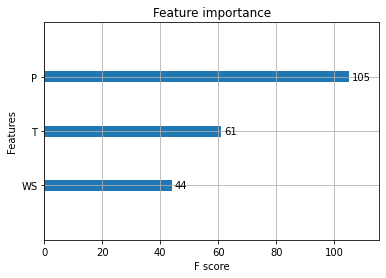 Feature importance
P 105
T 61
WS 44
0 20 40 60 80 100
F score
Features